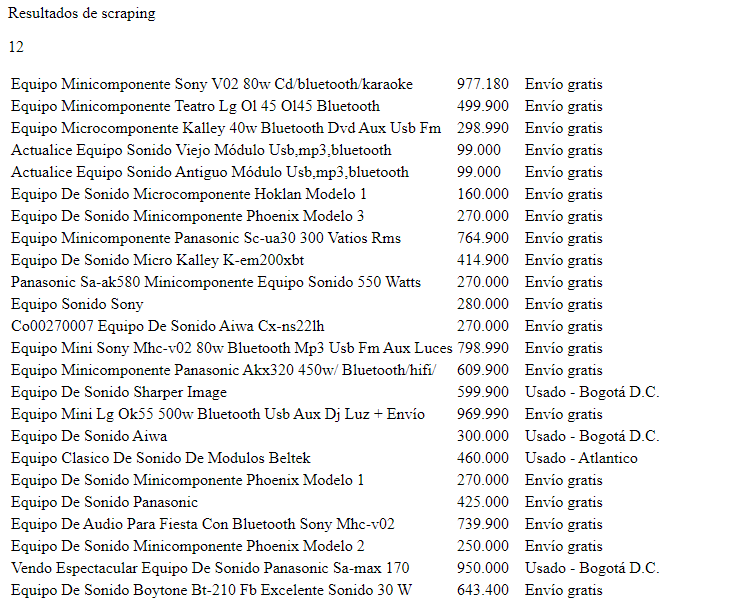 Resultados de scraping
12
Equipo Minicomponente Sony V02 80w Cd/bluetooth/karaoke 977.180 Envío gratis
Equipo Minicomponente Teatro Lg Ol 45 Ol45 Bluetooth 499.900 Envío gratis
Equipo Microcomponente Kalley 40w Bluetooth Dvd Aux Usb Fm 298.990 Envío gratis
Actualice Equipo Sonido Viejo Módulo Usb,mp3,bluetooth 99.000 Envío gratis
Actualice Equipo Sonido Antiguo Módulo Usb,mp3,bluetooth 99.000 Envío gratis
Equipo De Sonido Microcomponente Hoklan Modelo 1 160.000 Envío gratis
Equipo De Sonido Minicomponente Phoenix Modelo 3 270.000 Envío gratis
Equipo Minicomponente Panasonic Sc-ua30 300 Vatios Rms 764.900 Envío gratis
Equipo De Sonido Micro Kalley K-em200xbt 414.900 Envío gratis
Panasonic Sa-ak580 Minicomponente Equipo Sonido 550 Watts 270.000 Envío gratis
Equipo Sonido Sony 280.000 Envío gratis
Co00270007 Equipo De Sonido Aiwa Cx-ns22lh 270.000 Envío gratis
Equipo Mini Sony Mhc-v02 80w Bluetooth Mp3 Usb Fm Aux Luces 798.990 Envío gratis
Equipo Minicomponente Panasonic Akx320 450w/ Bluetooth/hifi/ 609.900 Envío gratis
Equipo De Sonido Sharper Image 599.900 Usado - Bogotá D.C.
Equipo Mini Lg Ok55 500w Bluetooth Usb Aux Dj Luz + Envío 969.990 Envío gratis
Equipo De Sonido Aiwa 300.000 Usado - Bogotá D.C.
Equipo Clasico De Sonido De Modulos Beltek 460.000 Usado - Atlantico
Equipo De Sonido Minicomponente Phoenix Modelo 1 270.000 Envío gratis
Equipo De Sonido Panasonic 425.000 Envío gratis
Equipo De Audio Para Fiesta Con Bluetooth Sony Mhc-v02 739.900 Envío gratis
Equipo De Sonido Minicomponente Phoenix Modelo 2 250.000 Envío gratis
Vendo Espectacular Equipo De Sonido Panasonic Sa-max 170 950.000 Usado - Bogotá D.C.
Equipo De Sonido Boytone Bt-210 Fb Excelente Sonido 30 W 643.400 Envío gratis